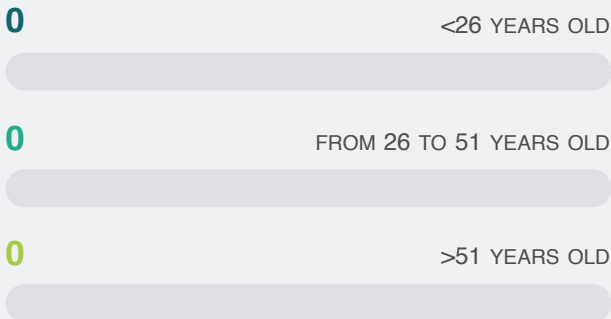 0 <26 YEARS OLD
0 FROM 26 TO 51 YEARS OLD
0 >51 YEARS OLD